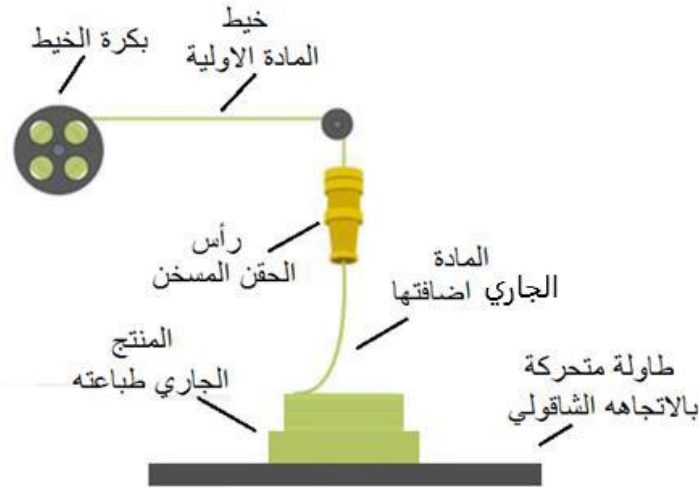 خيط
المادة الاولية
بكرة الخيط
رأس
الحقن المسخن
المادة
الجاري اضافتها
المنتج
الجاري طباعته
طاولة متحركة
بالاتجاهه الشاقولي